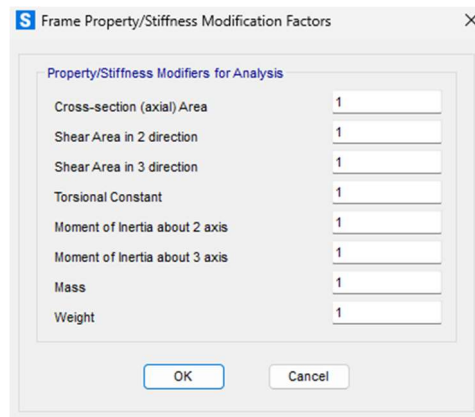 S Frame Property/Stiffness Modification Factors
Property/Stiffness Modifiers for Analysis
Cross-section (axial) Area 1
Shear Area in 2 direction 1
Shear Area in 3 direction 1
Torsional Constant 1
Moment of Inertia about 2 axis 1
Moment of Inertia about 3 axis 1
Mass 1
Weight 1
OK Cancel